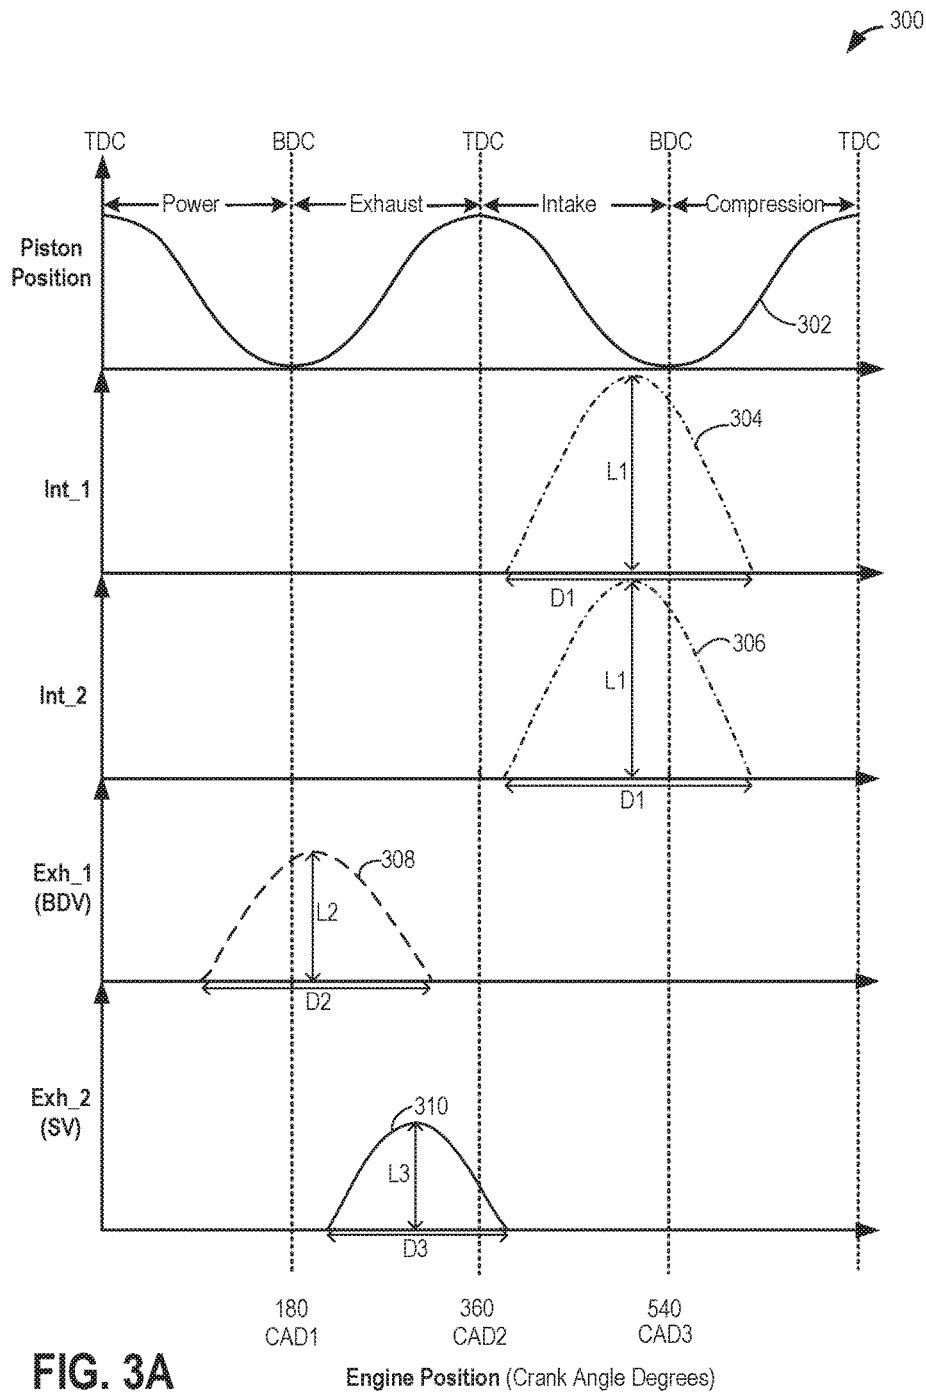 300
TDC BDC TDC BDC TDC
Power Exhaust Intake Compression
Piston
Position
302
304
Int_1
L1
D1
306
Int_2
L1
D1
Exh_1
(BDV)
308
L2
D2
Exh_2
(SV)
310
L3
D3
180 360 540
CAD1 CAD2 CAD3
FIG. 3A
Engine Position (Crank Angle Degrees)